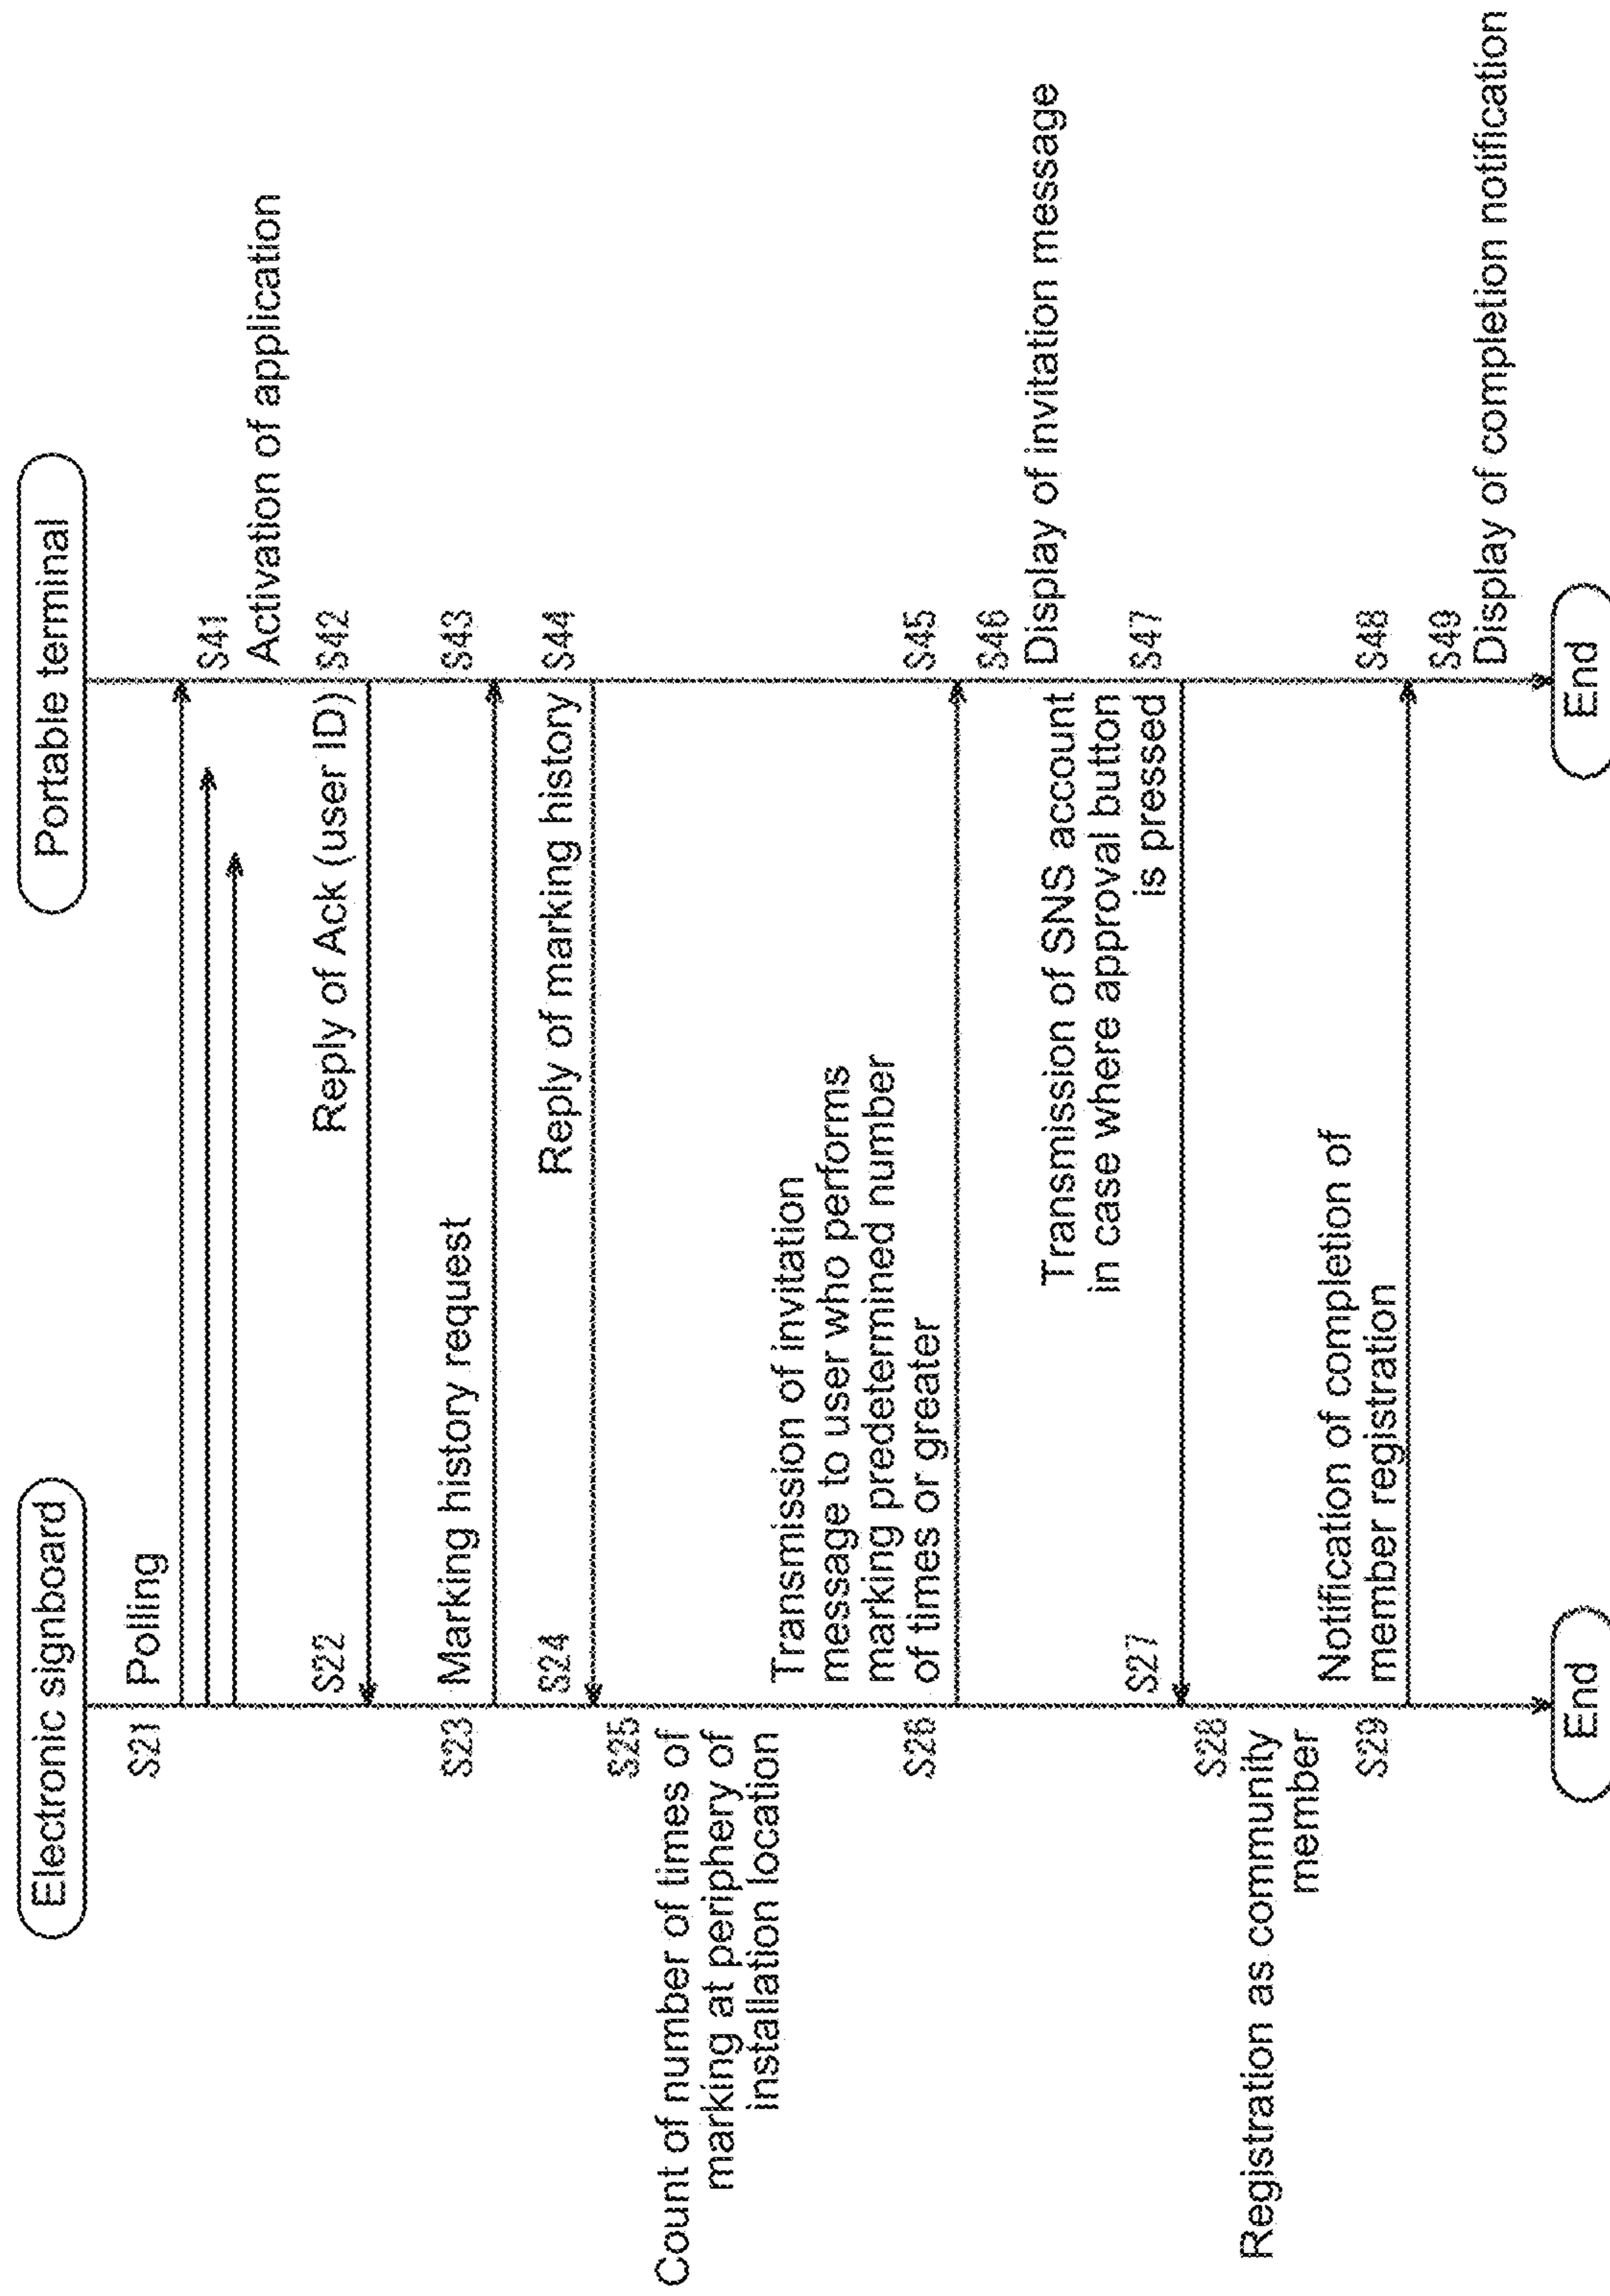 Electronic signboard
Portable terminal
S21
Polling
S41
Activation of application
S22
Reply of Ack (user ID)
S42
S23
Marking history request
S43
S24
Reply of marking history
S44
S25
Count of number of times of
marking at periphery of
installation location
Transmission of invitation
message to user who performs
marking predetermined number
of times or greater
S26
S45
S46
Display of invitation message
Transmission of SNS account
in case where approval button
is pressed
S27
S47
S28
Registration as community
member
Notification of completion of
member registration
S29
S48
S49
Display of completion notification
End
End